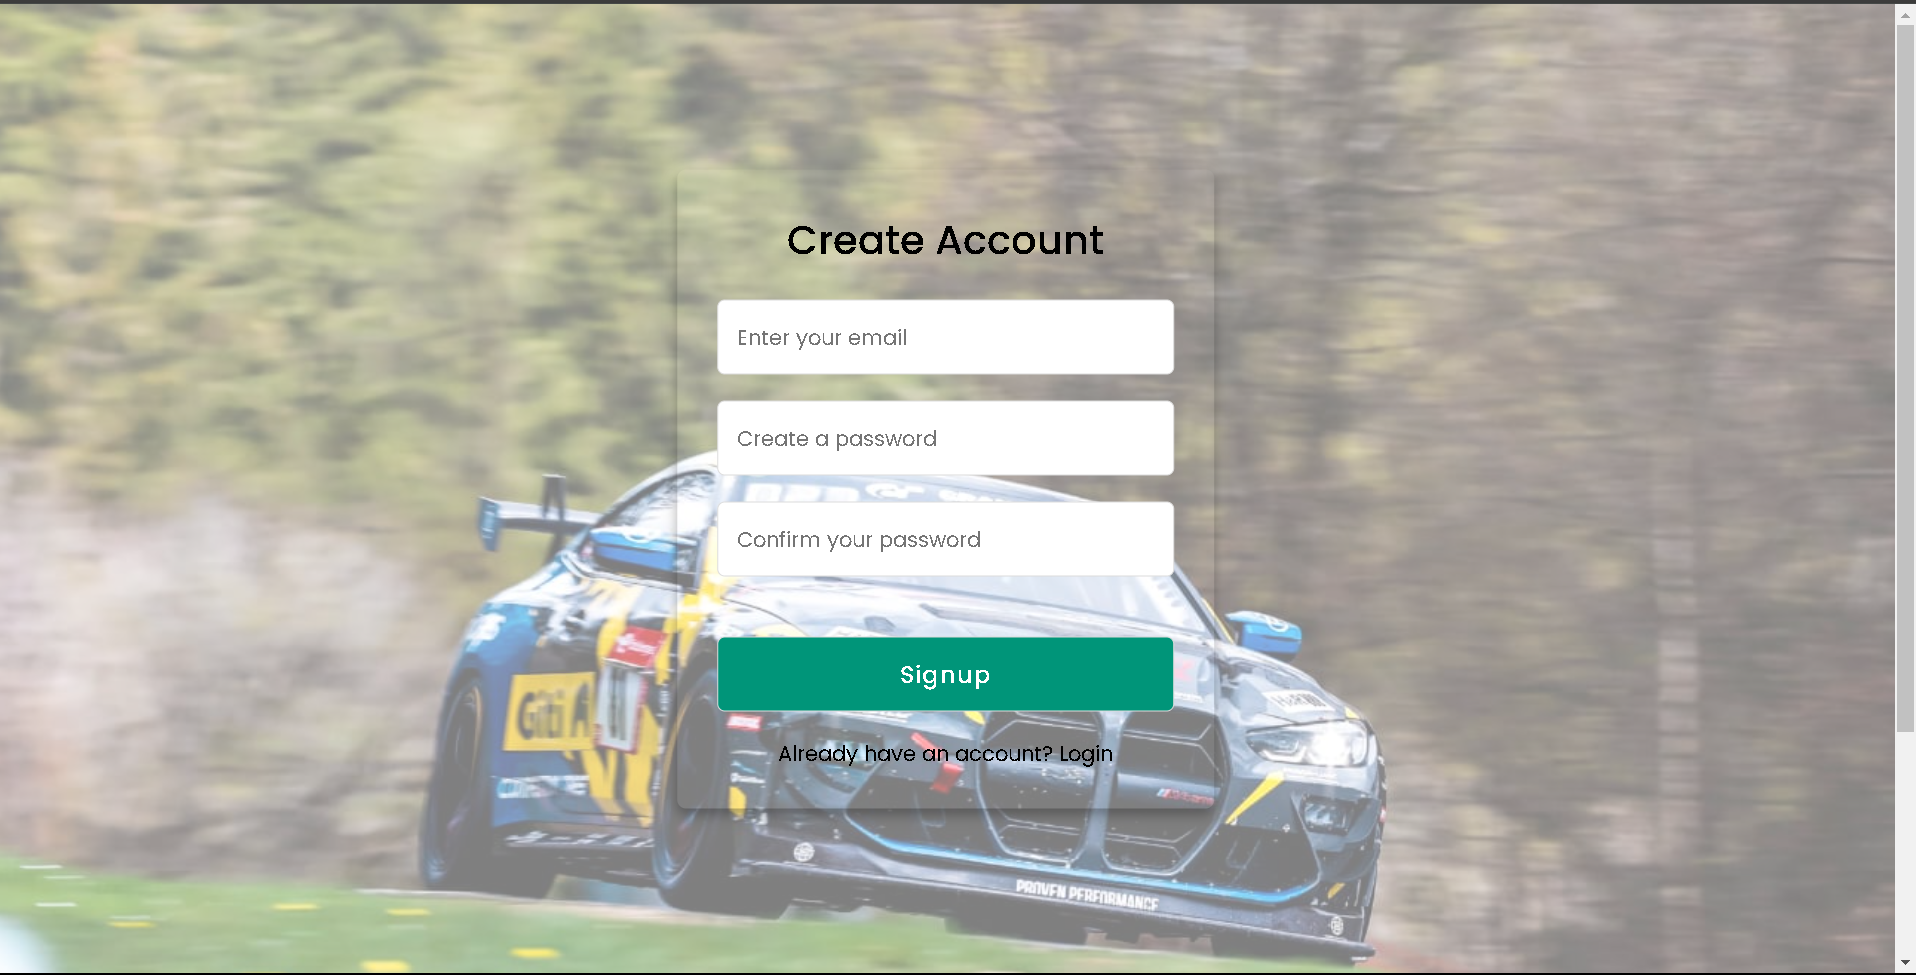 Create Account
Enter your email
Create a password
Confirm your password
Signup
Already have an account? Login
Giti
PROVEN PERFORMANCE